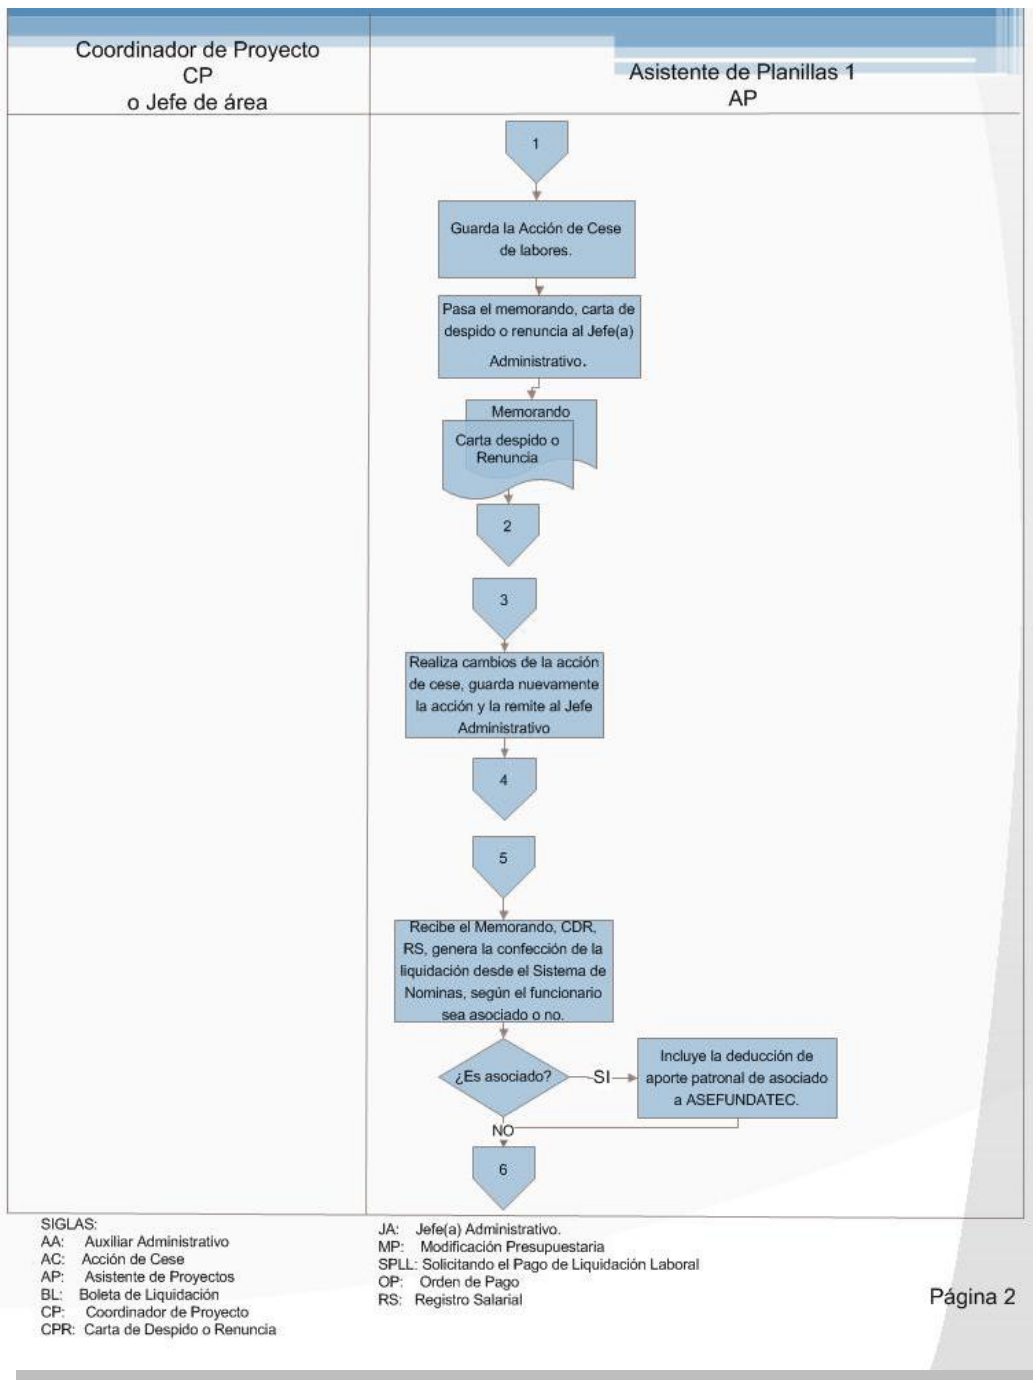 Coordinador de Proyecto
CP
o Jefe de área
Asistente de Planillas 1
AP
1
Guarda la Acción de Cese
de labores.
Pasa el memorando, carta de
despido o renuncia al Jefe(a)
Administrativo.
Memorando
Carta despido o
Renuncia
2
3
Realiza cambios de la acción
de cese, guarda nuevamente
la acción y la remite al Jefe
Administrativo
4
5
Recibe el Memorando, CDR,
RS, genera la confección de la
liquidación desde el Sistema de
Nominas, según el funcionario
sea asociado o no.
¿Es asociado?
SI
Incluye la deducción de
aporte patronal de asociado
a ASEFUNDATEC.
NO
6
SIGLAS:
AA: Auxiliar Administrativo
AC: Acción de Cese
AP: Asistente de Proyectos
BL: Boleta de Liquidación
CP: Coordinador de Proyecto
CPR: Carta de Despido o Renuncia
JA: Jefe(a) Administrativo.
MP: Modificación Presupuestaria
SPLL: Solicitando el Pago de Liquidación Laboral
OP: Orden de Pago
RS: Registro Salarial
Página 2